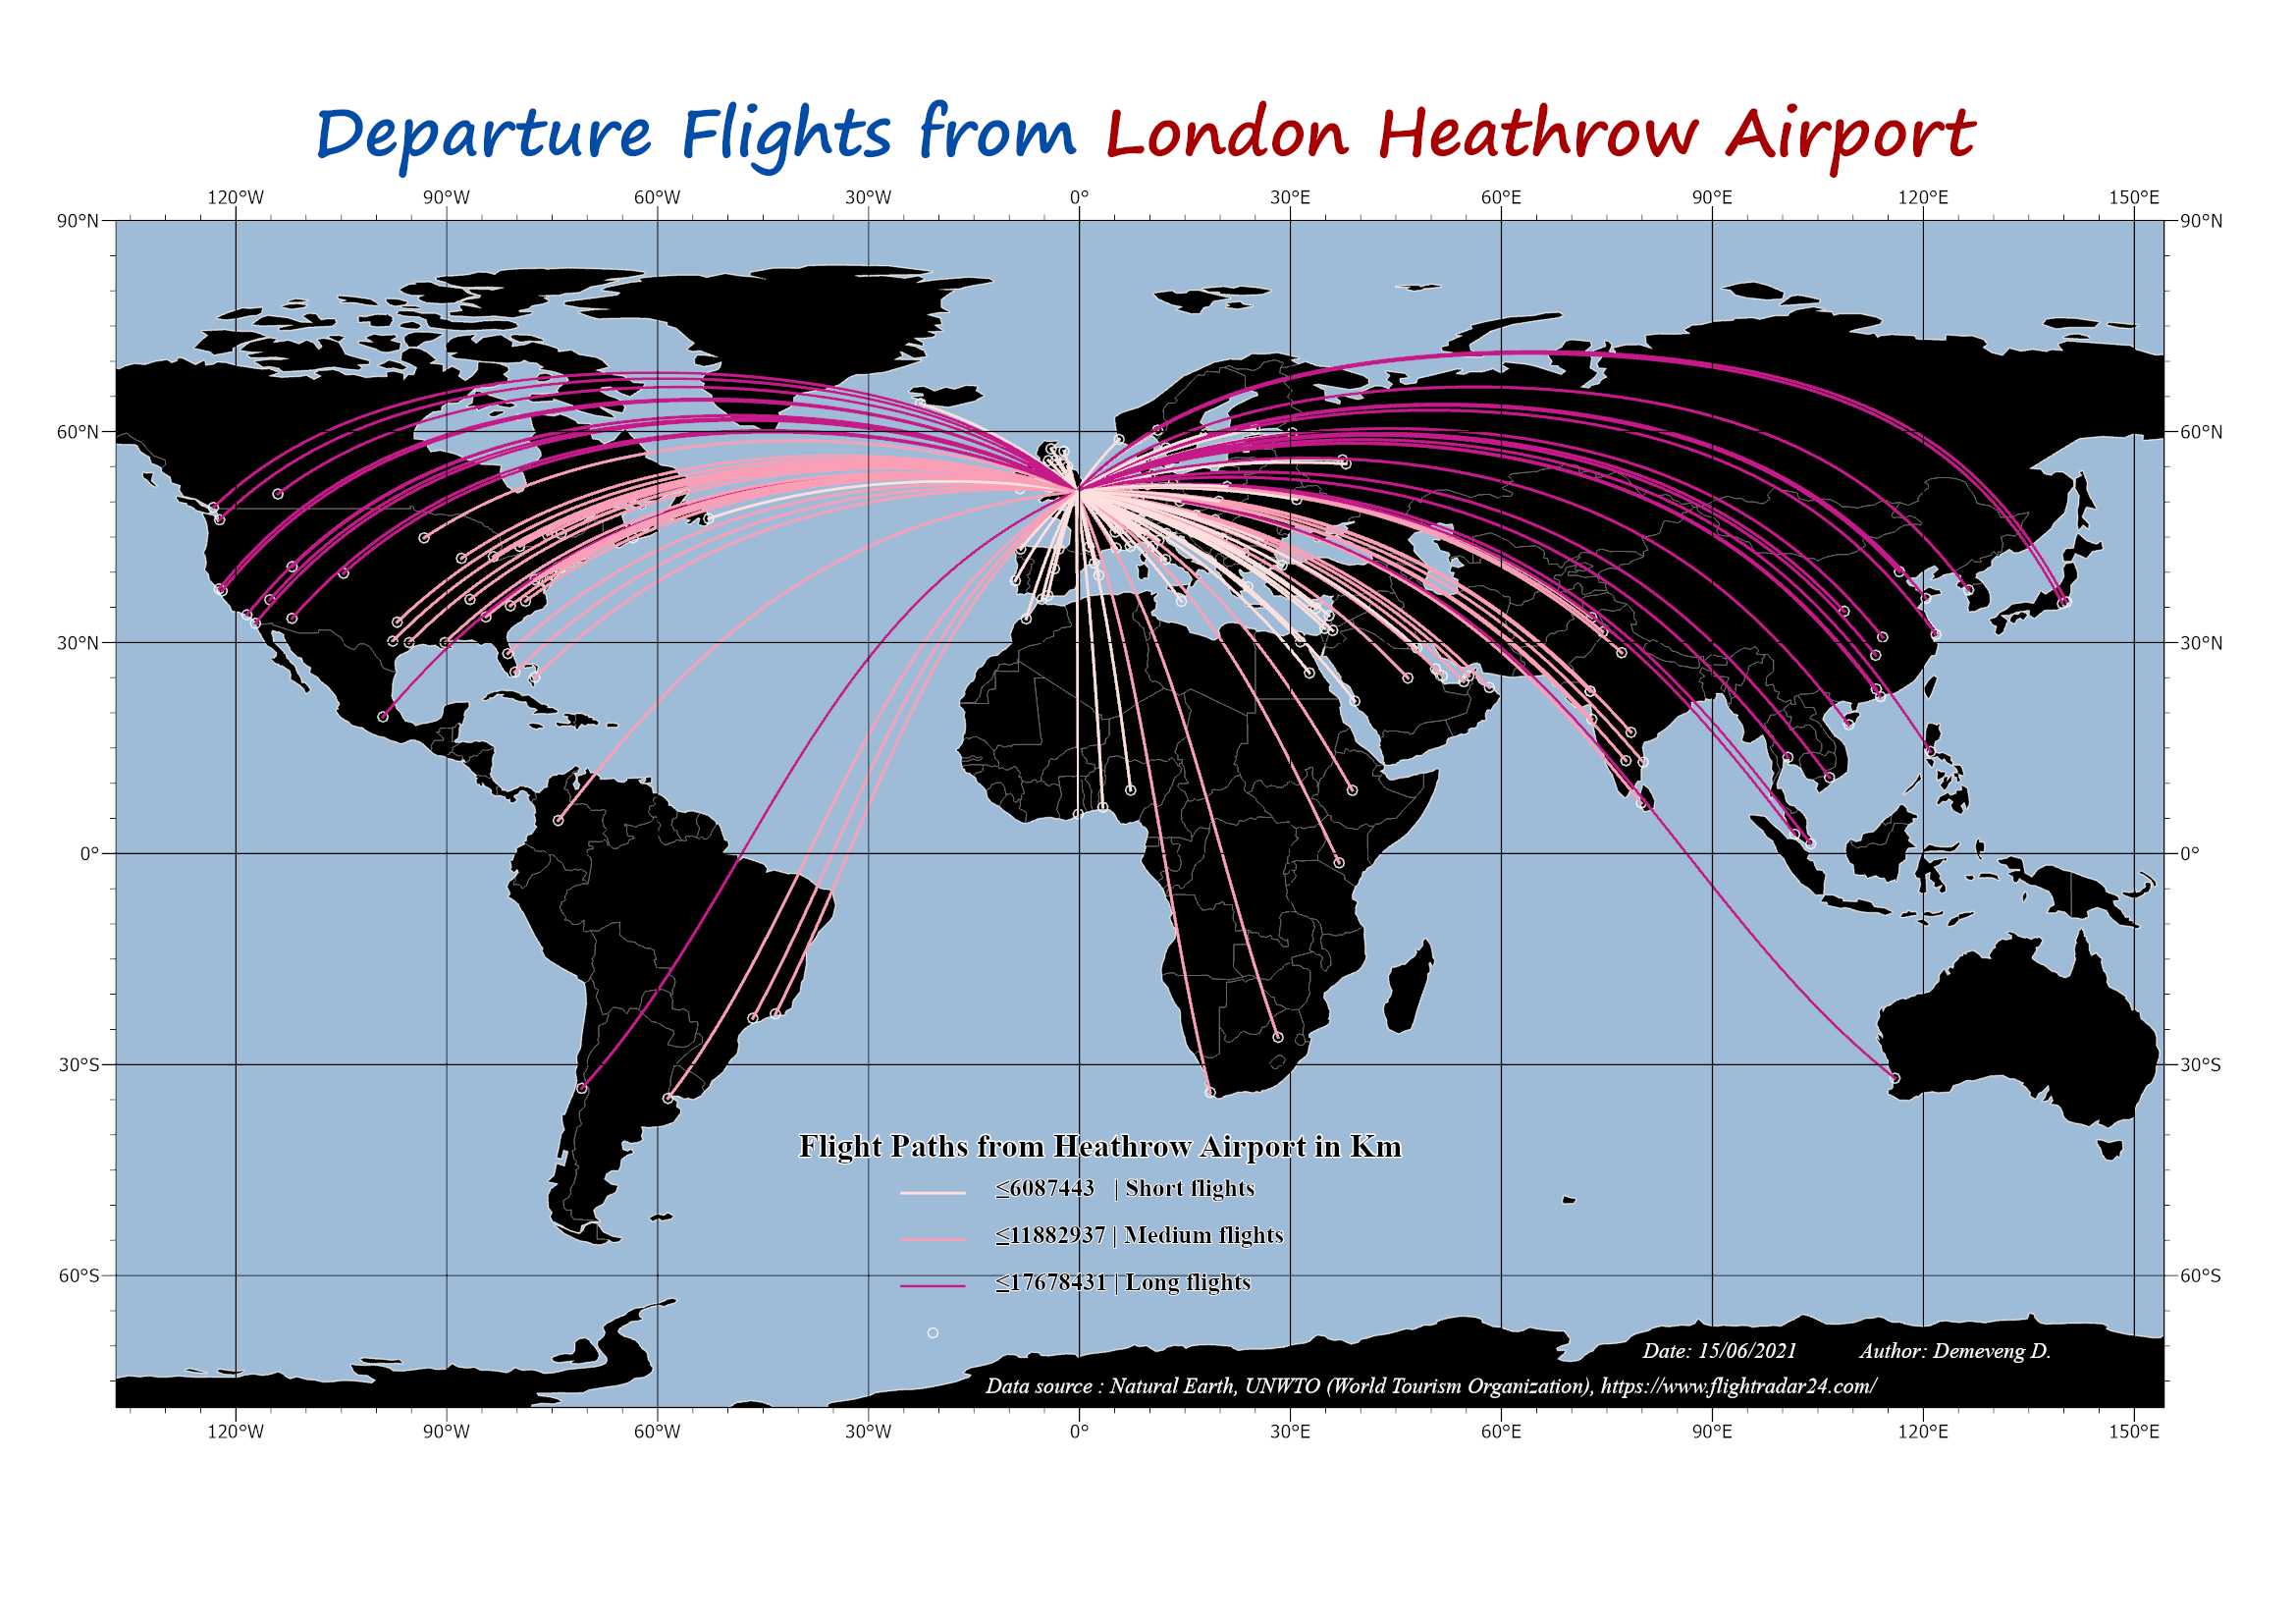 Departure Flights from London Heathrow Airport
120°W 90°W 60°W 30°W 0° 30°E 60°E 90°E 120°E 150°E
90°N 90°N
60°N 60°N
30°N 30°N
0° 0°
30°S 30°S
Flight Paths from Heathrow Airport in Km
≤6087443 | Short flights
≤11882937 | Medium flights
60°S 60°S
≤17678431 | Long flights
Date: 15/06/2021 Author: Demeveng D.
Data source : Natural Earth, UNWTO (World Tourism Organization), https://www.flightradar24.com/
120°W 90°W 60°W 30°W 0° 30°E 60°E 90°E 120°E 150°E